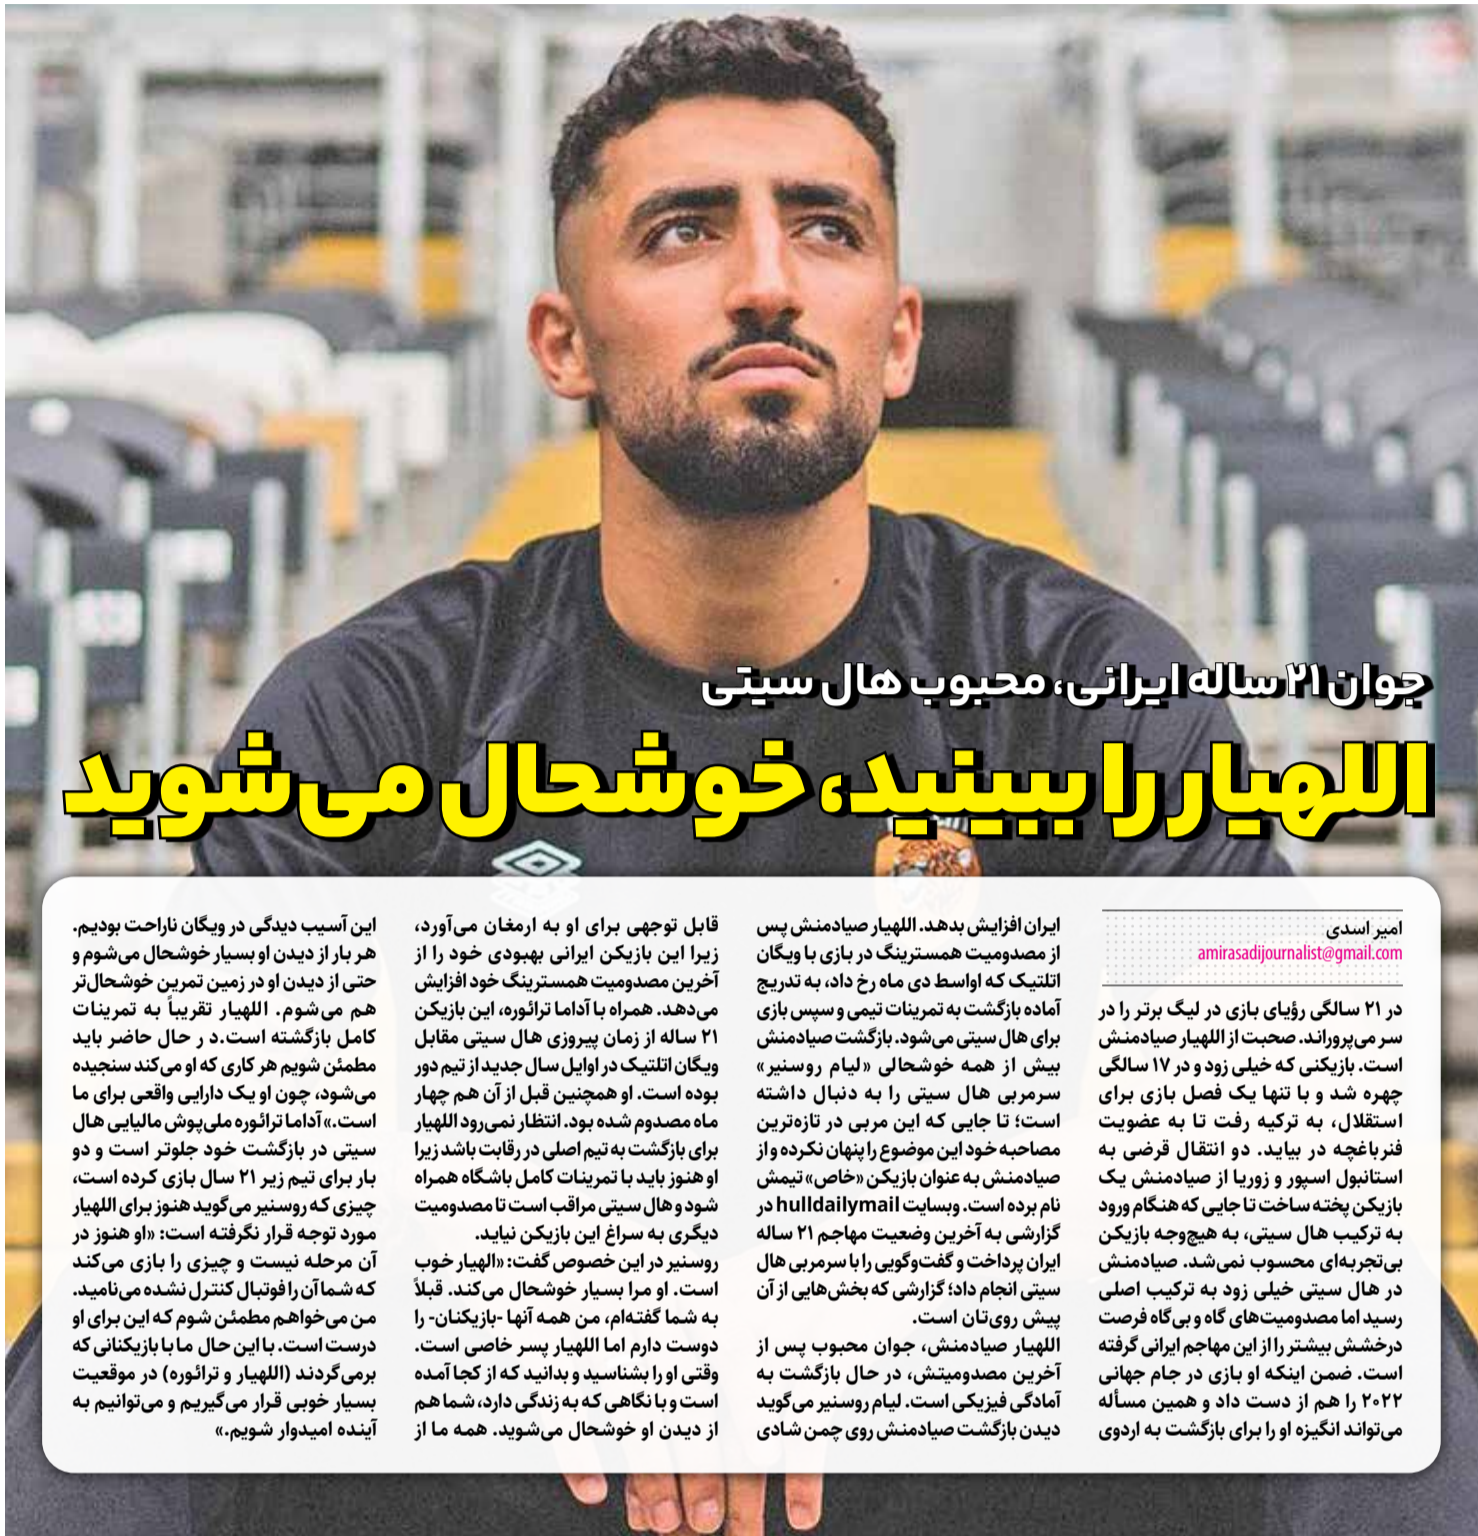 جوان ۲۱ ساله ایرانی، محبوب هال سیتی
اللهیار را ببینید، خوشحال می‌شوید
امیر اسدی
amirasadijournalist@gmail.com
در ۲۱ سالگی رؤیای بازی در لیگ برتر را در
سر می‌پروراند. صحبت از اللهیار صیادمنش
است. بازیکنی که خیلی زود و در ۱۷ سالگی
چهره شد و با تنها یک فصل بازی برای
استقلال، به ترکیه رفت تا به عضویت
فنرباغچه در بیاید. دو انتقال قرضی به
استانبول اسپور و زوریا از صیادمنش یک
بازیکن پخته ساخت تا جایی که هنگام ورود
به ترکیب هال سیتی، به هیچ‌وجه بازیکن
بی‌تجربه‌ای محسوب نمی‌شد. صیادمنش
در هال سیتی خیلی زود به ترکیب اصلی
رسید اما مصدومیت‌های گاه و بی‌گاه فرصت
درخشش بیشتر را از این مهاجم ایرانی گرفته
است. ضمن اینکه او بازی در جام جهانی
۲۰۲۲ را هم از دست داد و همین مسأله
می‌تواند انگیزه او را برای بازگشت به اردوی
ایران افزایش بدهد. اللهیار صیادمنش پس
از مصدومیت همسترینگ در بازی با ویگان
اتلتیک که اواسط دی ماه رخ داد، به تدریج
آماده بازگشت به تمرینات تیمی و سپس بازی
برای هال سیتی می‌شود. بازگشت صیادمنش
بیش از همه خوشحالی «لیام روسنیر»
سرمربی هال سیتی را به دنبال داشته
است؛ تا جایی که این مربی در تازه‌ترین
مصاحبه خود این موضوع را پنهان نکرده و از
صیادمنش به عنوان بازیکن «خاص» تیمش
نام برده است. وبسایت hulldailymail در
گزارشی به آخرین وضعیت مهاجم ۲۱ ساله
ایران پرداخت و گفت‌وگویی را با سرمربی هال
سیتی انجام داد؛ گزارشی که بخش‌هایی از آن
پیش روی‌تان است.
اللهیار صیادمنش، جوان محبوب پس از
آخرین مصدومیتش، در حال بازگشت به
آمادگی فیزیکی است. لیام روسنیر می‌گوید
دیدن بازگشت صیادمنش روی چمن شادی
قابل توجهی برای او به ارمغان می‌آورد،
زیرا این بازیکن ایرانی بهبودی خود را از
آخرین مصدومیت همسترینگ خود افزایش
می‌دهد. همراه با آداما ترائوره، این بازیکن
۲۱ ساله از زمان پیروزی هال سیتی مقابل
ویگان اتلتیک در اوایل سال جدید از تیم دور
بوده است. او همچنین قبل از آن هم چهار
ماه مصدوم شده بود. انتظار نمی‌رود اللهیار
برای بازگشت به تیم اصلی در رقابت باشد زیرا
او هنوز باید با تمرینات کامل باشگاه همراه
شود و هال سیتی مراقب است تا مصدومیت
دیگری به سراغ این بازیکن نیاید.
روسنیر در این خصوص گفت: «الهیار خوب
است. او مرا بسیار خوشحال می‌کند. قبلاً
به شما گفته‌ام، من همه آنها -بازیکنان- را
دوست دارم اما اللهیار پسر خاصی است.
وقتی او را بشناسید و بدانید که از کجا آمده
است و با نگاهی که به زندگی دارد، شما هم
از دیدن او خوشحال می‌شوید. همه ما از
این آسیب دیدگی در ویگان ناراحت بودیم.
هر بار از دیدن او بسیار خوشحال می‌شوم و
حتی از دیدن او در زمین تمرین خوشحال‌تر
هم می‌شوم. اللهیار تقریباً به تمرینات
کامل بازگشته است.د ر حال حاضر باید
مطمئن شویم هر کاری که او می‌کند سنجیده
می‌شود، چون او یک دارایی واقعی برای ما
است.» آداما ترائوره ملی‌پوش مالیایی هال
سیتی در بازگشت خود جلوتر است و دو
بار برای تیم زیر ۲۱ سال بازی کرده است،
چیزی که روسنیر می‌گوید هنوز برای اللهیار
مورد توجه قرار نگرفته است: «او هنوز در
آن مرحله نیست و چیزی را بازی می‌کند
که شما آن را فوتبال کنترل نشده می‌نامید.
من می‌خواهم مطمئن شوم که این برای او
درست است. با این حال ما با بازیکنانی که
برمی‌گردند (اللهیار و ترائوره) در موقعیت
بسیار خوبی قرار می‌گیریم و می‌توانیم به
آینده امیدوار شویم.»